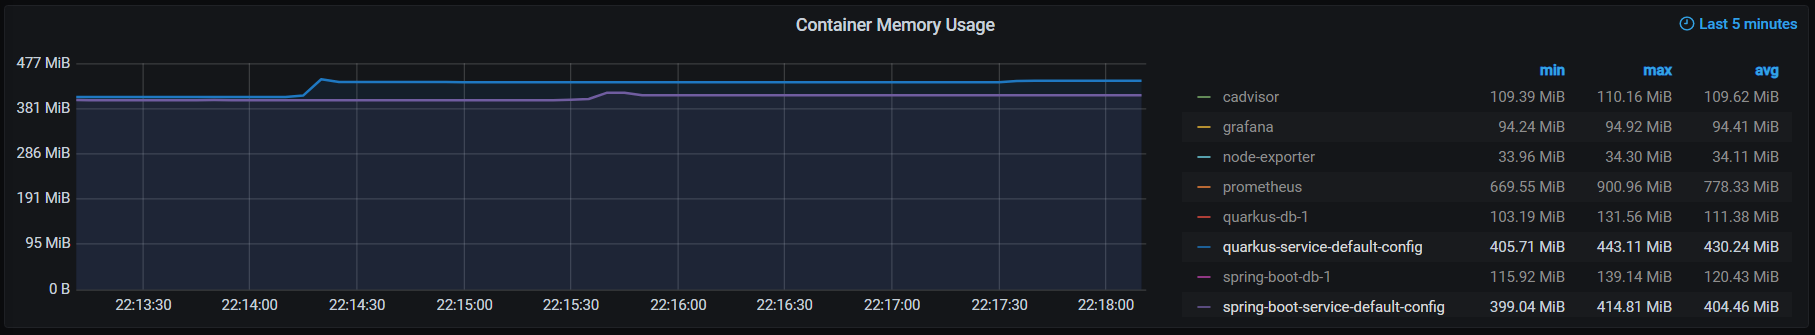 Container Memory Usage
Last 5 minutes
477 MiB
381 MiB
286 MiB
191 MiB
95 MiB
0 B
22:13:30 22:14:00 22:14:30 22:15:00 22:15:30 22:16:00 22:16:30 22:17:00 22:17:30 22:18:00
min max avg
cadvisor 109.39 MiB 110.16 MiB 109.62 MiB
grafana 94.24 MiB 94.92 MiB 94.41 MiB
node-exporter 33.96 MiB 34.30 MiB 34.11 MiB
prometheus 669.55 MiB 900.96 MiB 778.33 MiB
quarkus-db-1 103.19 MiB 131.56 MiB 111.38 MiB
quarkus-service-default-config 405.71 MiB 443.11 MiB 430.24 MiB
spring-boot-db-1 115.92 MiB 139.14 MiB 120.43 MiB
spring-boot-service-default-config 399.04 MiB 414.81 MiB 404.46 MiB